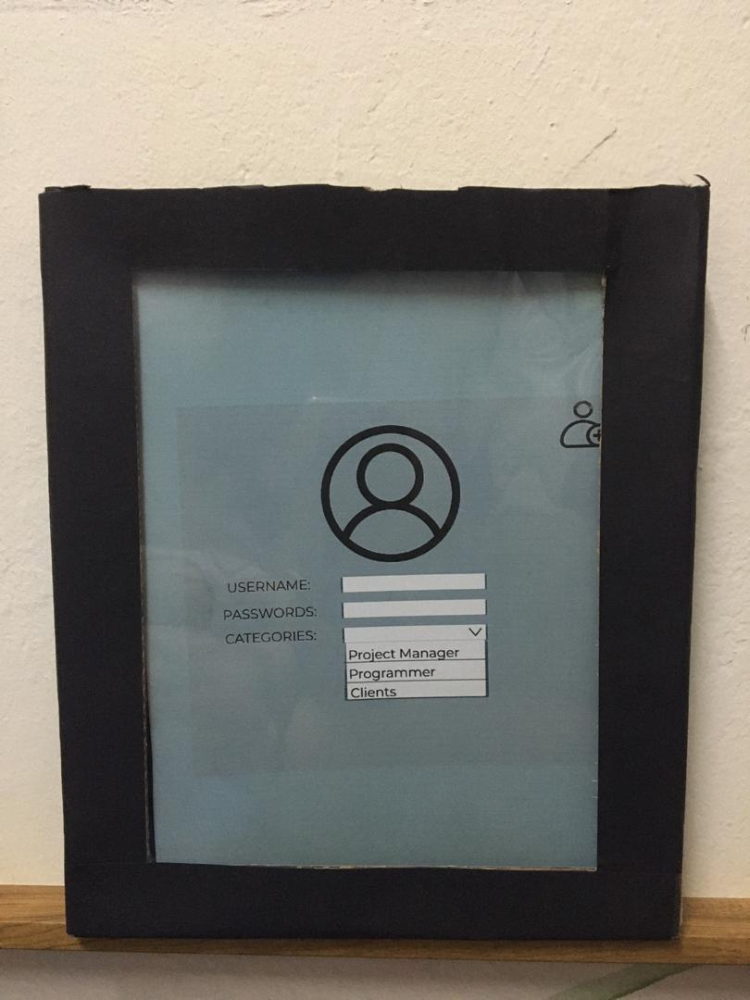 USERNAME:
PASSWORDS:
CATEGORIES:
Project Manager
Programmer
Clients